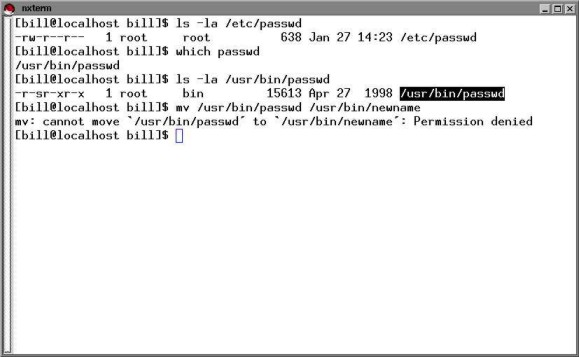 nxterm
[bill@localhost bill]$ ls -la /etc/passwd
-rw-r--r--   1 root     root          638 Jan 27 14:23 /etc/passwd
[bill@localhost bill]$ which passwd
/usr/bin/passwd
[bill@localhost bill]$ ls -la /usr/bin/passwd
-r-sr-xr-x   1 root     bin         15613 Apr 27  1998 /usr/bin/passwd
[bill@localhost bill]$ mv /usr/bin/passwd /usr/bin/newname
mv: cannot move `/usr/bin/passwd´ to `/usr/bin/newname´: Permission denied
[bill@localhost bill]$